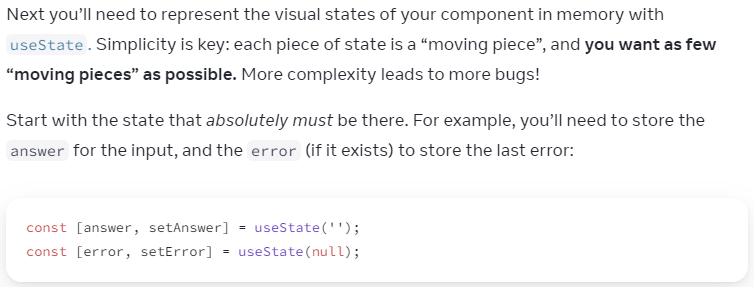 Next you’ll need to represent the visual states of your component in memory with
useState. Simplicity is key: each piece of state is a “moving piece”, and you want as few
“moving pieces” as possible. More complexity leads to more bugs!
Start with the state that absolutely must be there. For example, you’ll need to store the
answer for the input, and the error (if it exists) to store the last error:
const [answer, setAnswer] = useState('');
const [error, setError] = useState(null);